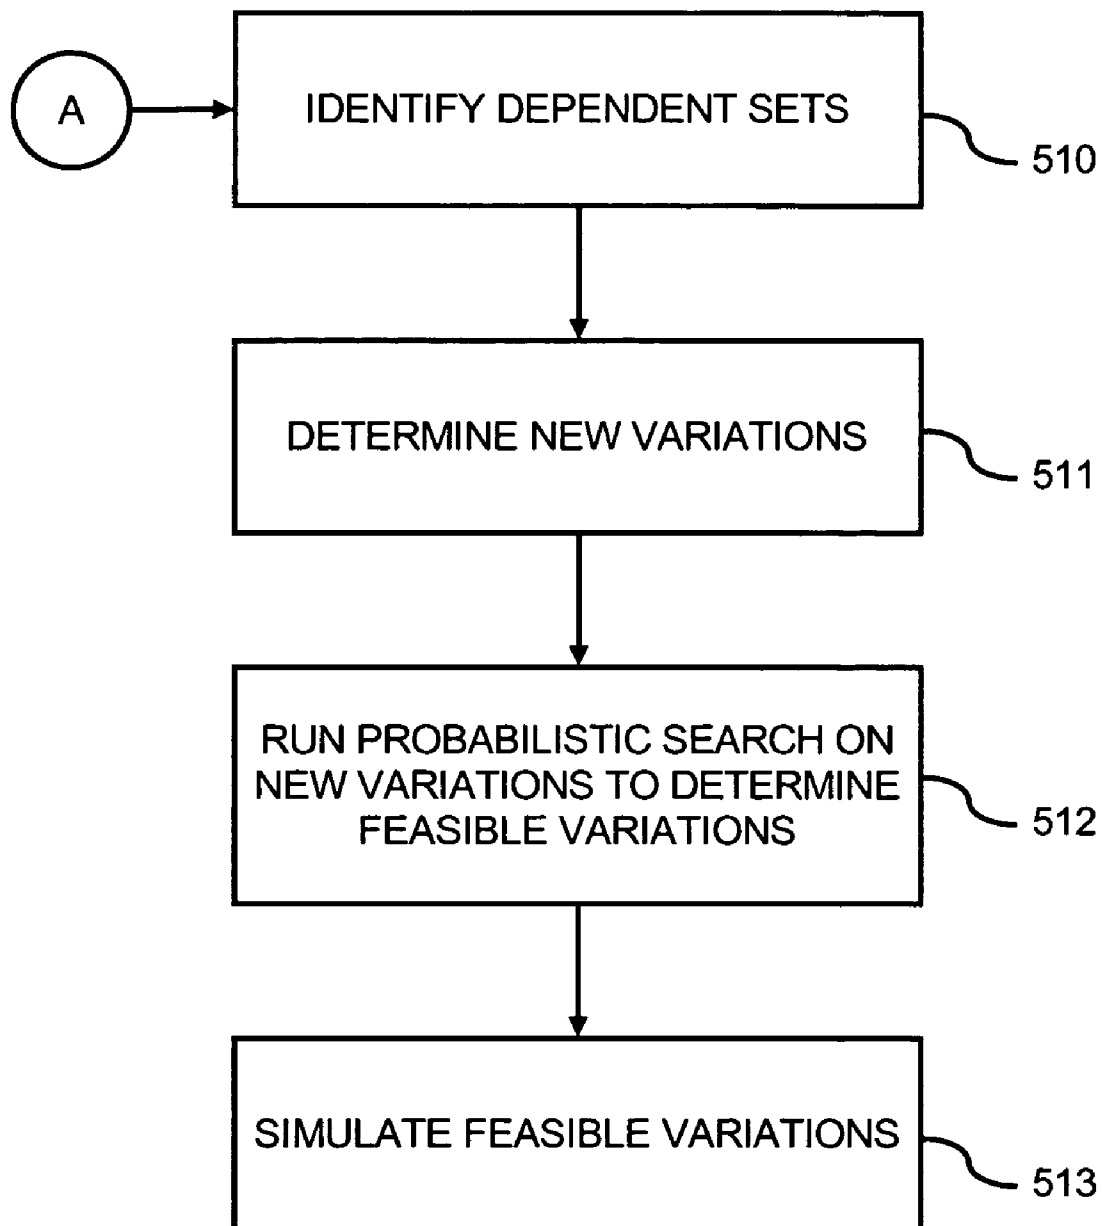 A
IDENTIFY DEPENDENT SETS
510
DETERMINE NEW VARIATIONS
511
RUN PROBABILISTIC SEARCH ON
NEW VARIATIONS TO DETERMINE
FEASIBLE VARIATIONS
512
SIMULATE FEASIBLE VARIATIONS
513